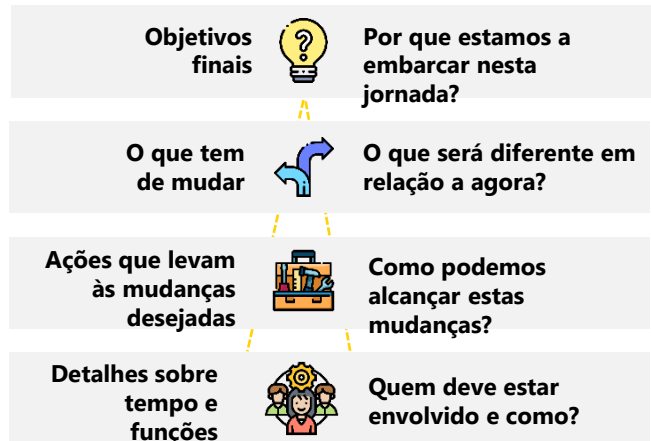 Objetivos
finais
Por que estamos a
embarcar nesta
jornada?
O que tem
de mudar
O que será diferente em
relação a agora?
Ações que levam
às mudanças
desejadas
Como podemos
alcançar estas
mudanças?
Detalhes sobre
tempo e
funções
Quem deve estar
envolvido e como?